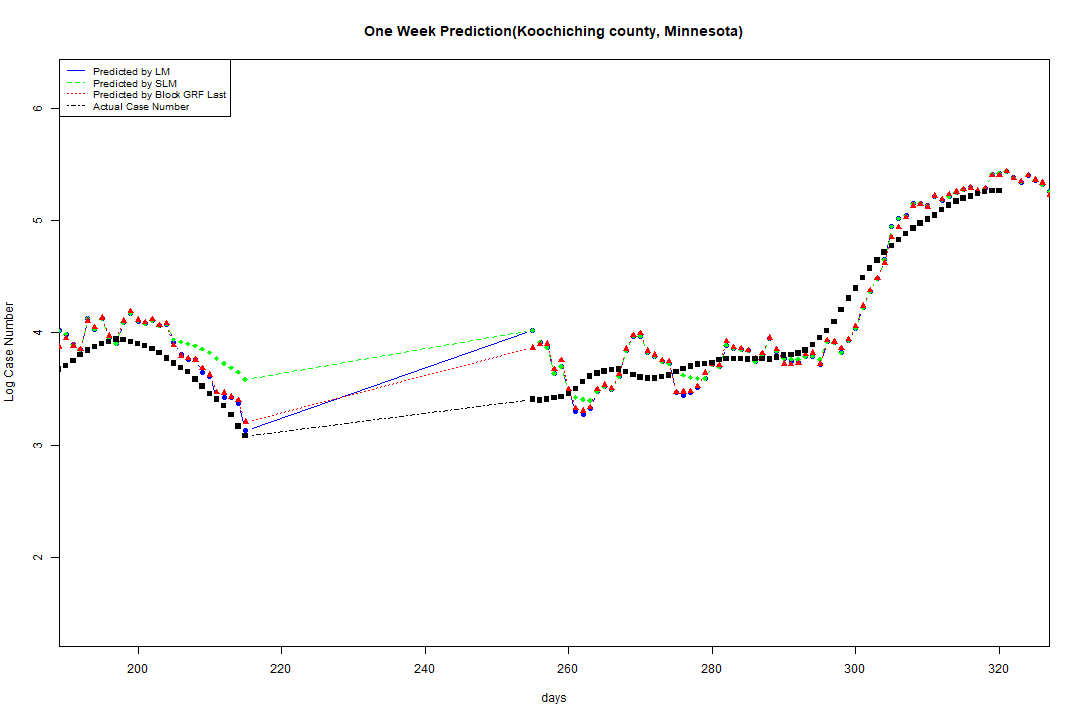 One Week Prediction(Koochiching county, Minnesota)
Predicted by LM
Predicted by SLM
Predicted by Block GRF Last
Actual Case Number
6
5
4
3
2
Log Case Number
200 220 240 260 280 300 320
days